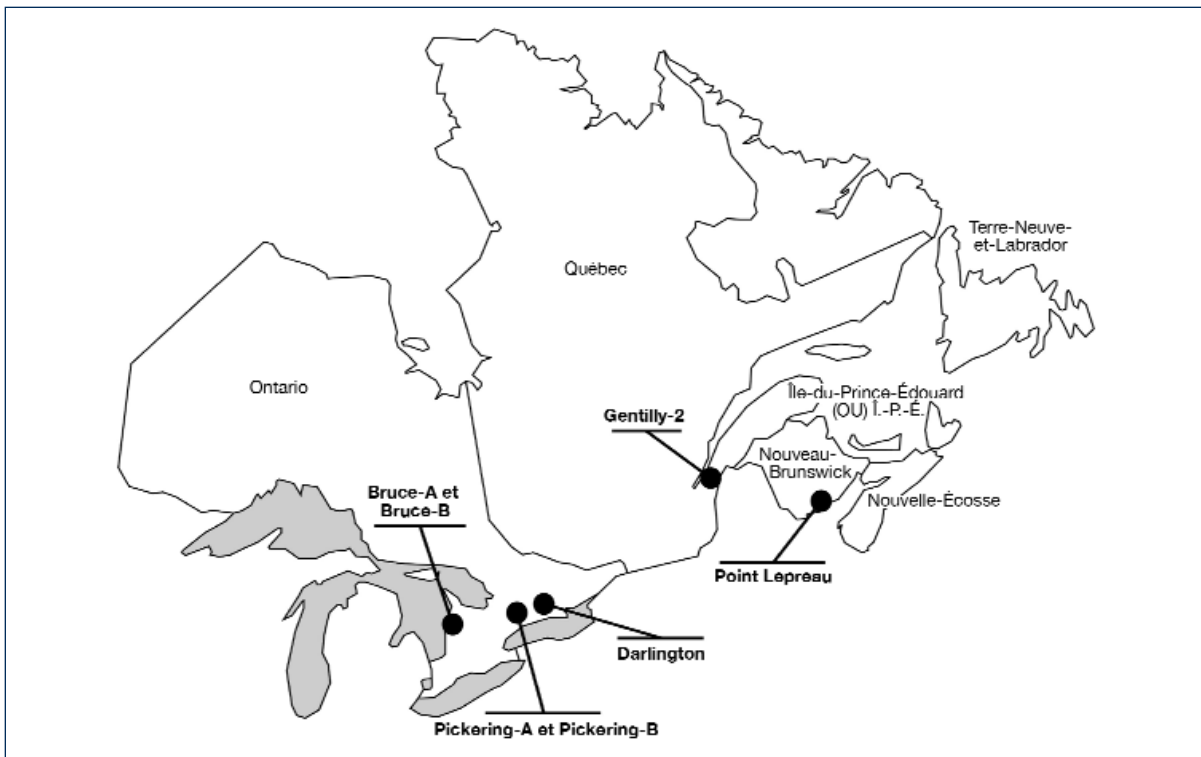 Terre-Neuve-
et-Labrador
Québec
Ontario
Île-du-Prince-Édouard
(OU) Î.-P.-É.
Gentilly-2
Nouveau-
Brunswick
Bruce-A et
Bruce-B
Nouvelle-Écosse
Point Lepreau
Darlington
Pickering-A et Pickering-B